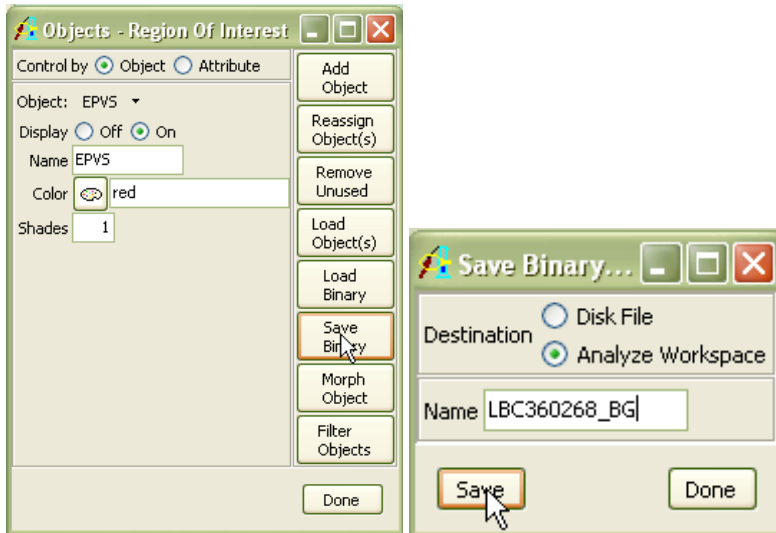 Objects - Region Of Interest
Control by Object Attribute
Object: EPVS
Display Off On
Name EPVS
Color red
Shades 1
Add
Object
Reassign
Object(s)
Remove
Unused
Load
Object(s)
Load
Binary
Save
Binary
Morph
Object
Filter
Objects
Done
Save Binary...
Destination
Disk File
Analyze Workspace
Name LBC360268_BG
Save Done